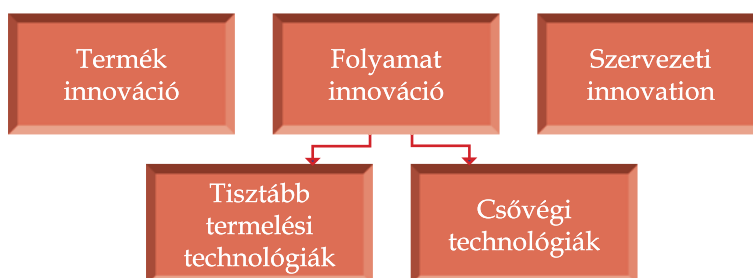 Termék
innováció
Folyamat
innováció
Szervezeti
innovation
Tisztább
termelési
technológiák
Csővégi
technológiák